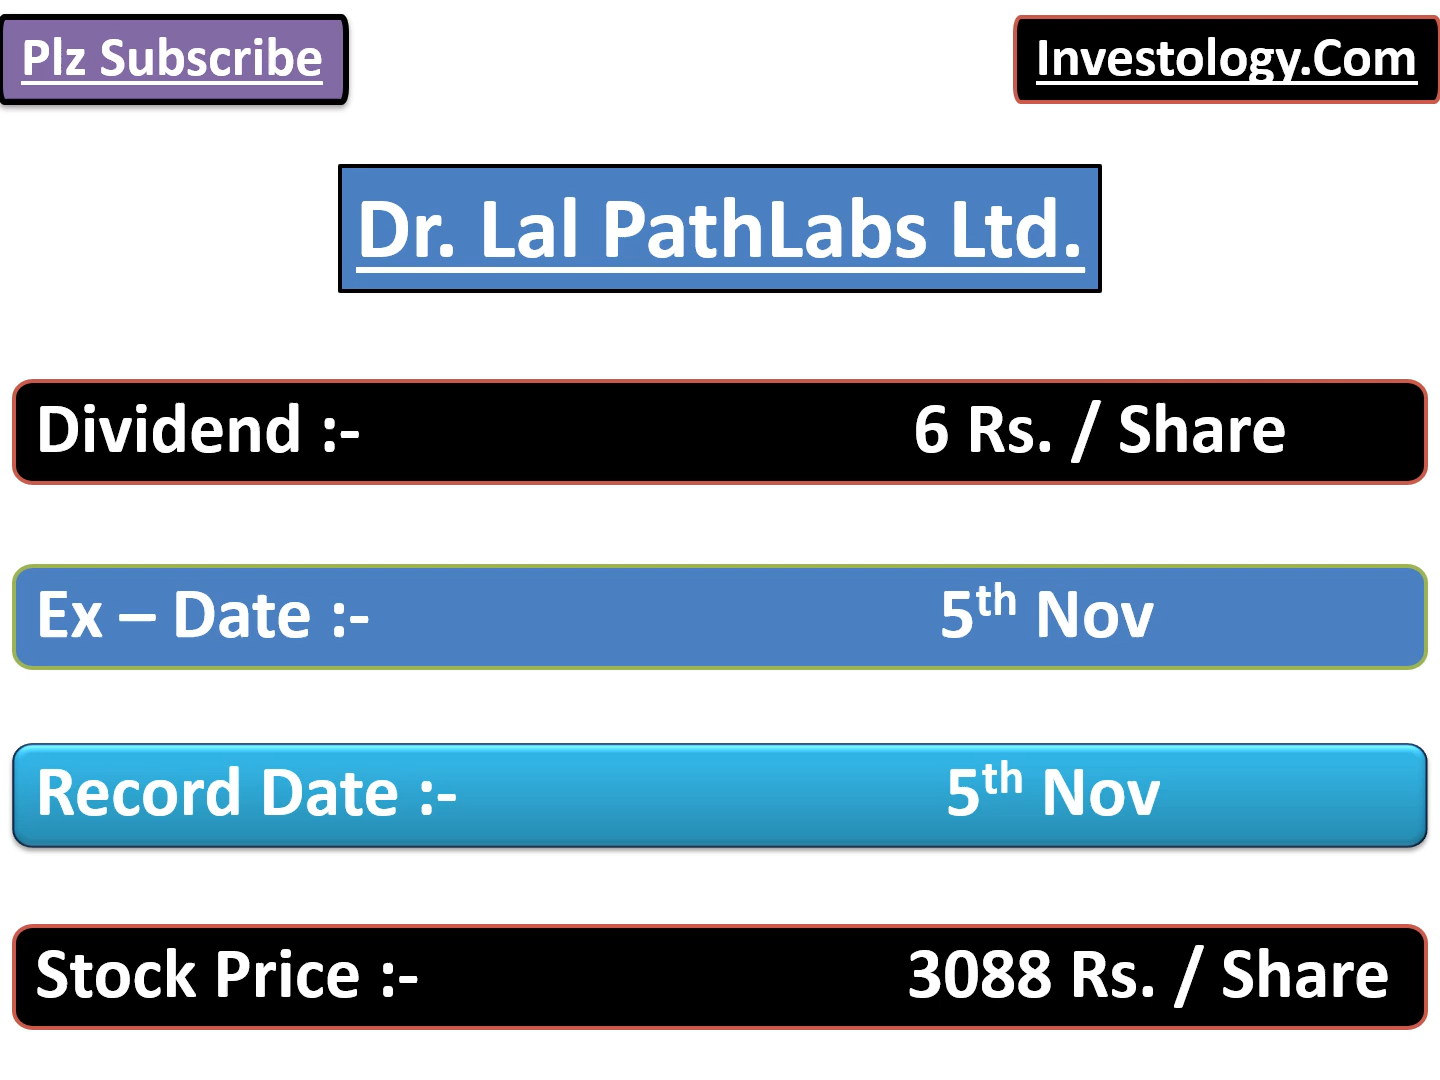 Plz Subscribe
Investology.Com
Dr. Lal PathLabs Ltd.
Dividend :- 6 Rs. / Share
Ex – Date :- 5th Nov
Record Date :- 5th Nov
Stock Price :- 3088 Rs. / Share